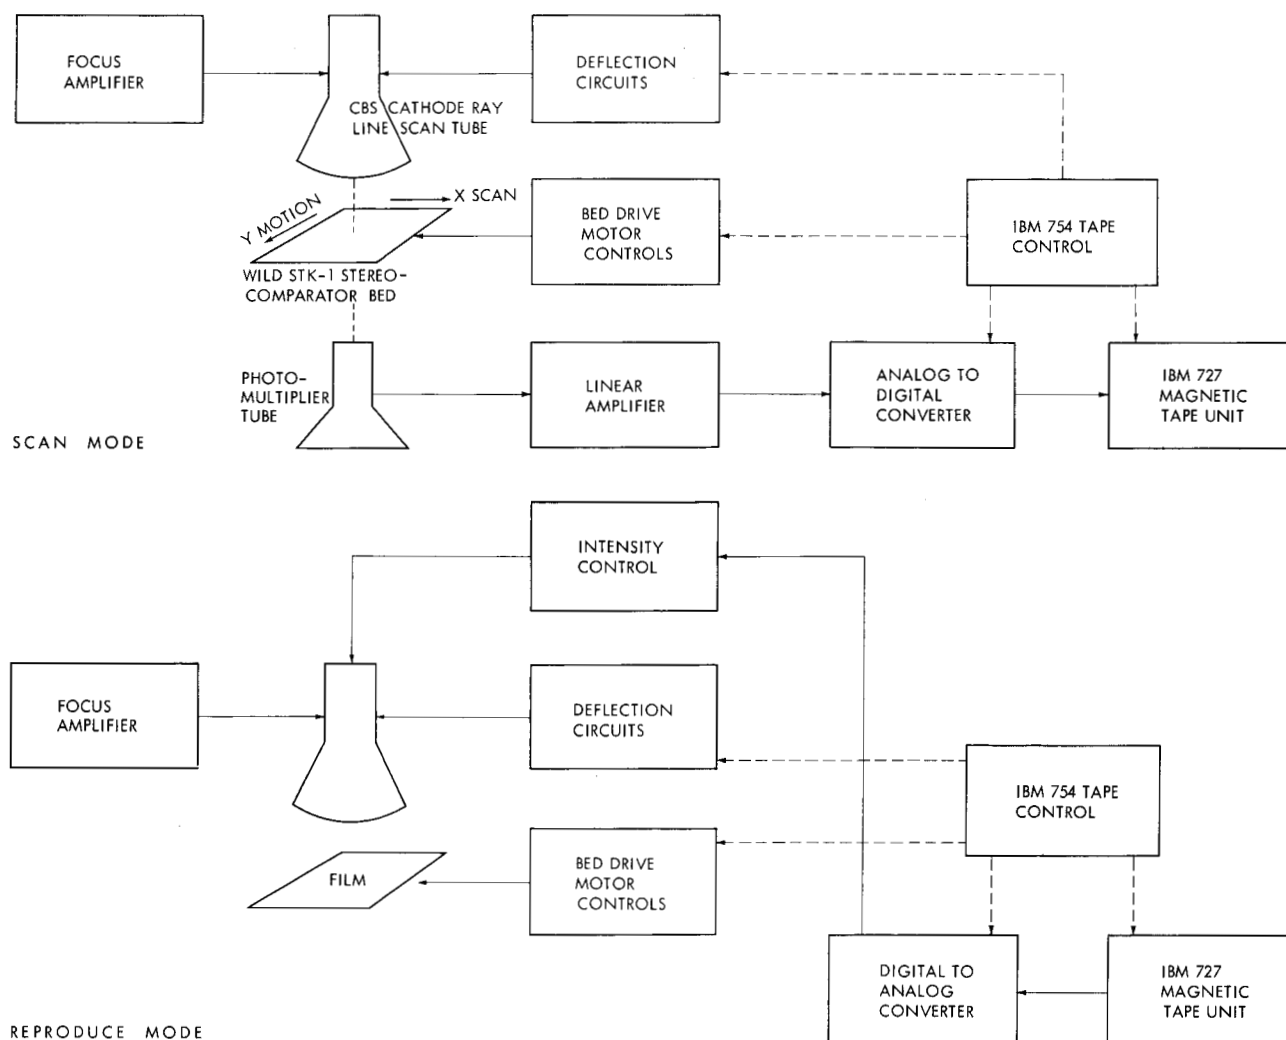 FOCUS
AMPLIFIER
CBS CATHODE RAY
LINE SCAN TUBE
DEFLECTION
CIRCUITS
X SCAN
Y MOTION
WILD STK-1 STEREO-
COMPARATOR BED
BED DRIVE
MOTOR
CONTROLS
IBM 754 TAPE
CONTROL
PHOTO-
MULTIPLIER
TUBE
LINEAR
AMPLIFIER
ANALOG TO
DIGITAL
CONVERTER
IBM 727
MAGNETIC
TAPE UNIT
SCAN MODE
INTENSITY
CONTROL
FOCUS
AMPLIFIER
DEFLECTION
CIRCUITS
IBM 754 TAPE
CONTROL
FILM
BED DRIVE
MOTOR
CONTROLS
DIGITAL TO
ANALOG
CONVERTER
IBM 727
MAGNETIC
TAPE UNIT
REPRODUCE MODE